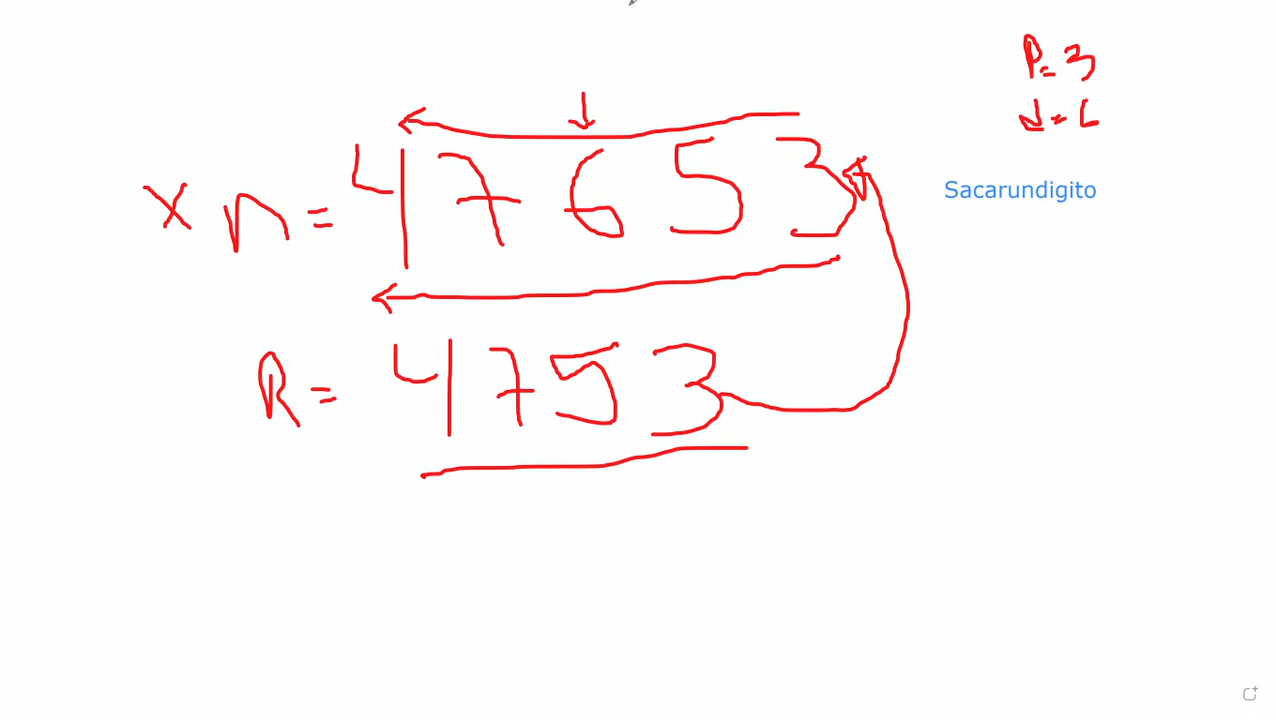 P= 3
d= 6
X n= 4 7 6 5 3
Sacarundigito
R= 4 7 5 3